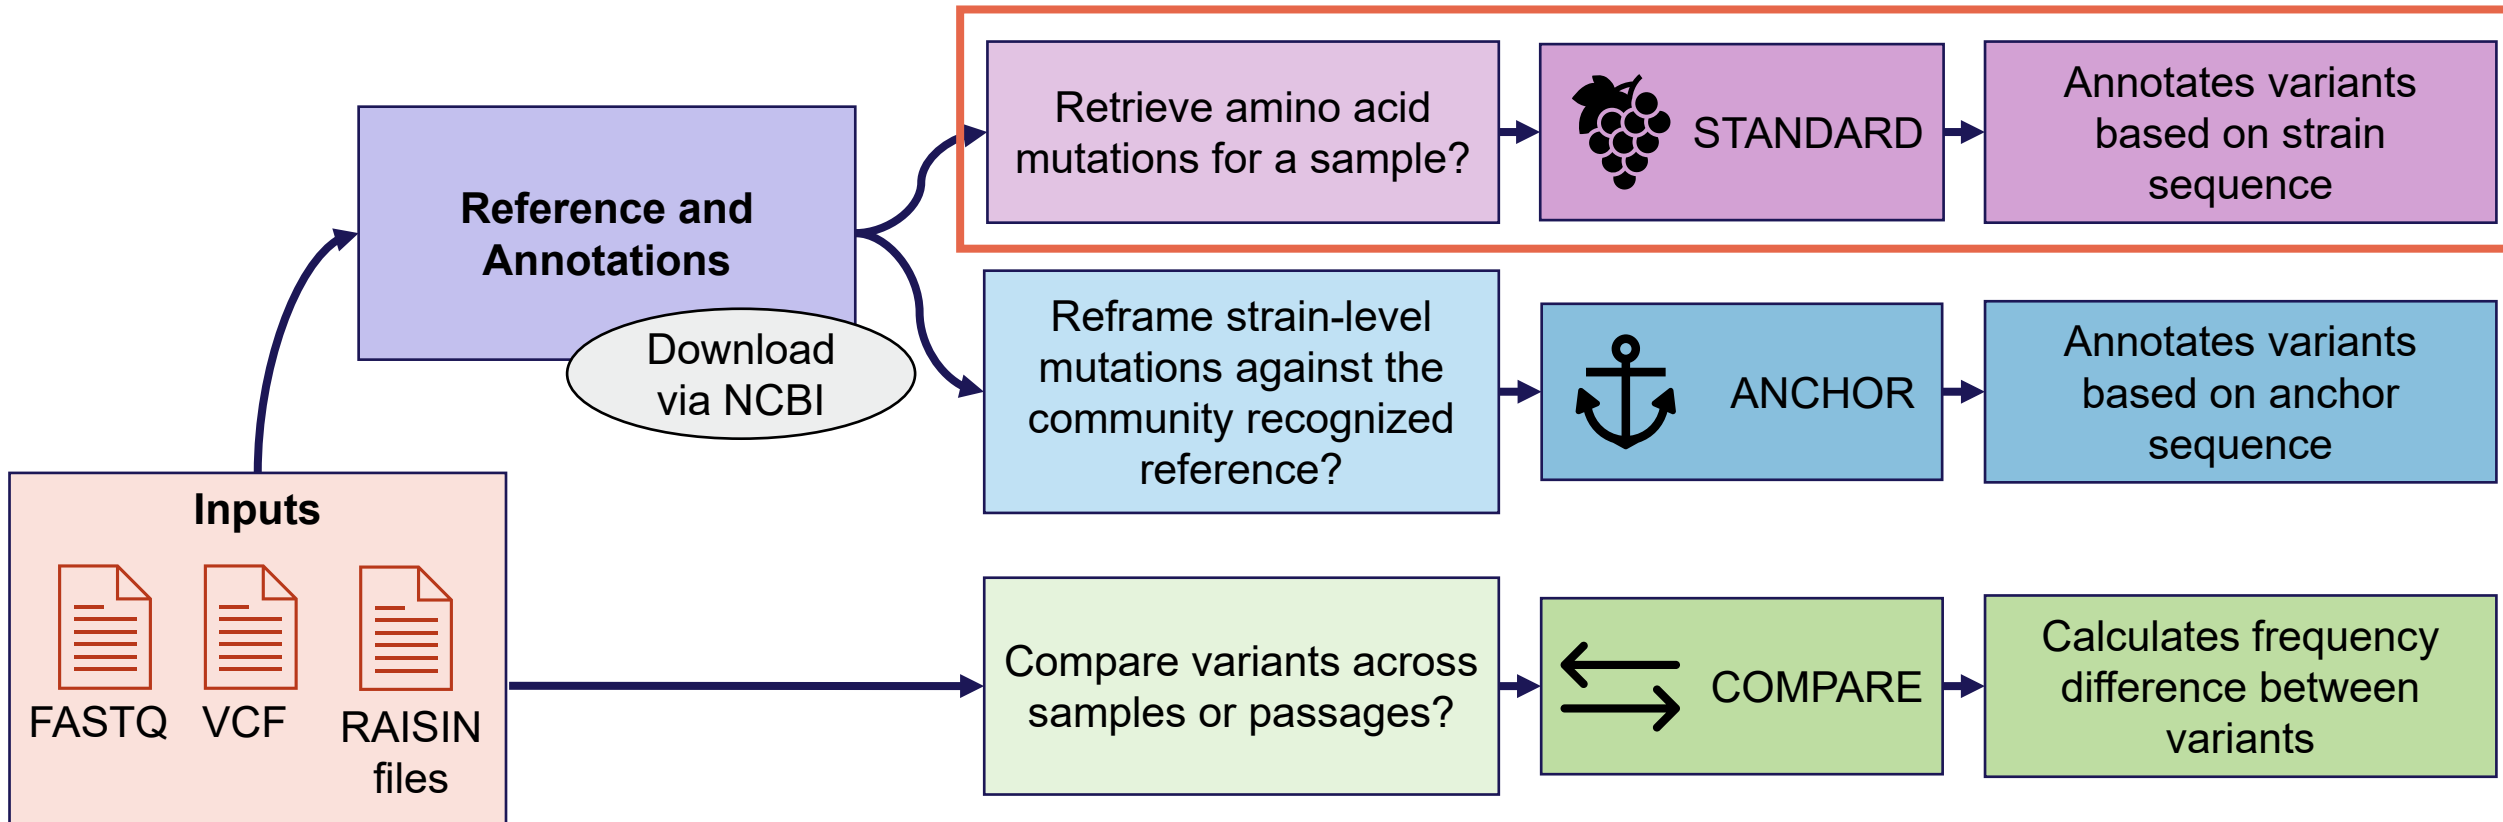 Retrieve amino acid
mutations for a sample?
STANDARD
Annotates variants
based on strain
sequence
Reference and
Annotations
Download
via NCBI
Reframe strain-level
mutations against the
community recognized
reference?
ANCHOR
Annotates variants
based on anchor
sequence
Inputs
FASTQ
VCF
RAISIN
files
Compare variants across
samples or passages?
COMPARE
Calculates frequency
difference between
variants